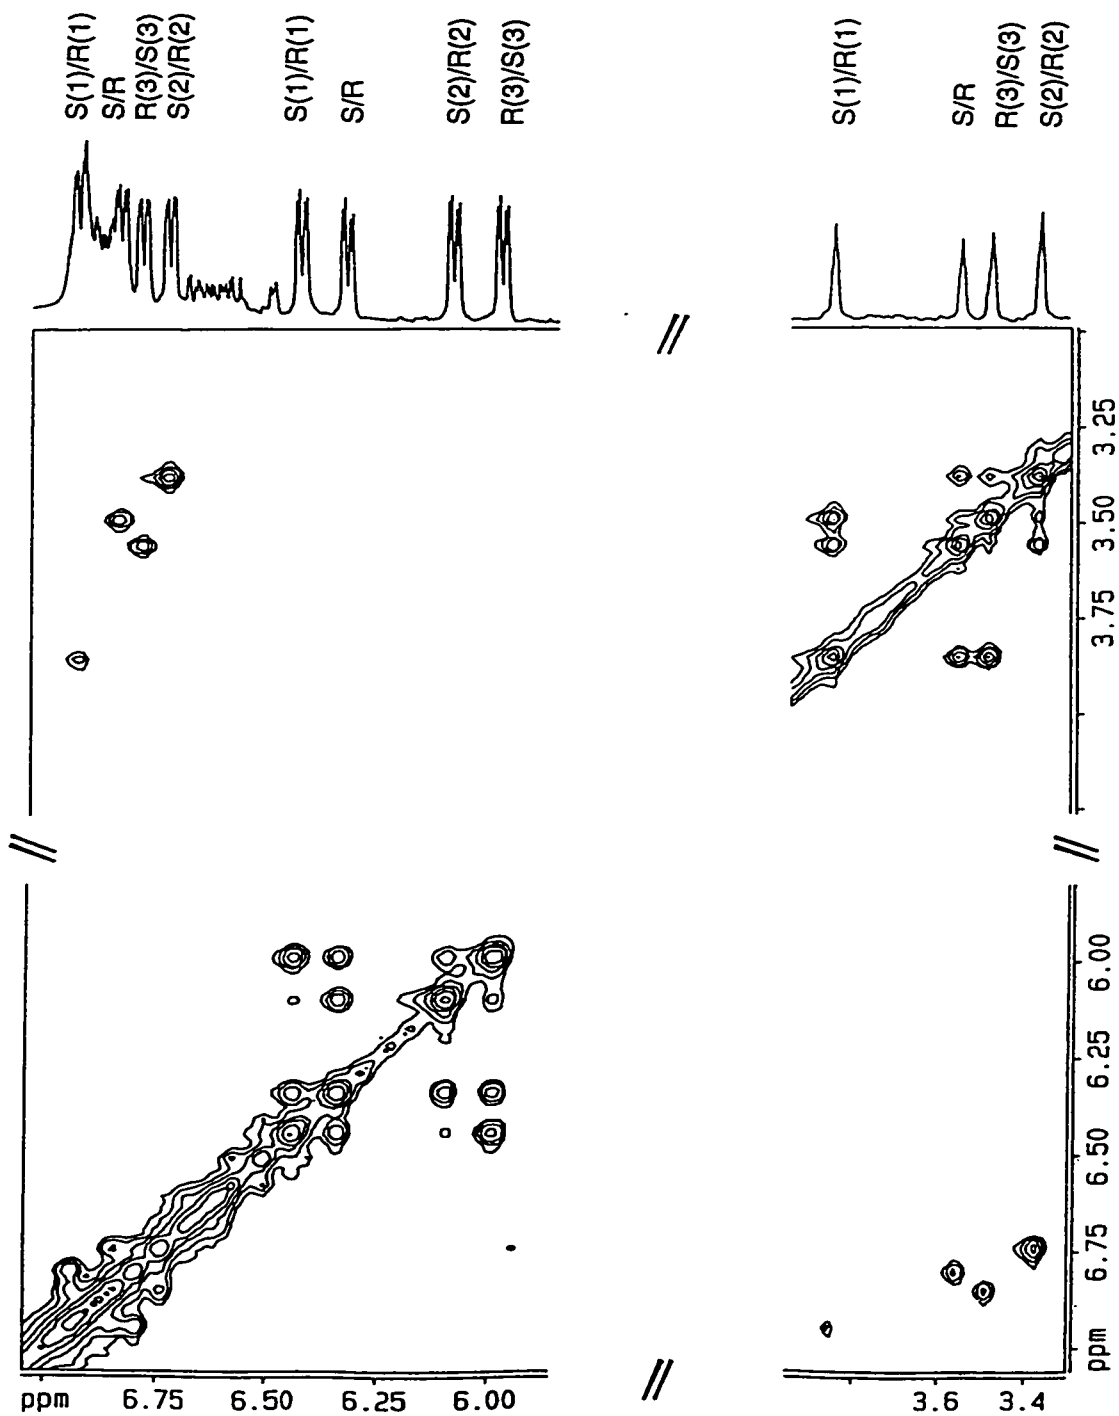 S(1)/R(1)
S/R
R(3)/S(3)
S(2)/R(2)
S(1)/R(1)
S/R
S(2)/R(2)
R(3)/S(3)
S(1)/R(1)
S/R
R(3)/S(3)
S(2)/R(2)
//
3.25
3.50
3.75
//
//
6.00
6.25
6.50
6.75
ppm
ppm
6.75
6.50
6.25
6.00
//
3.6
3.4